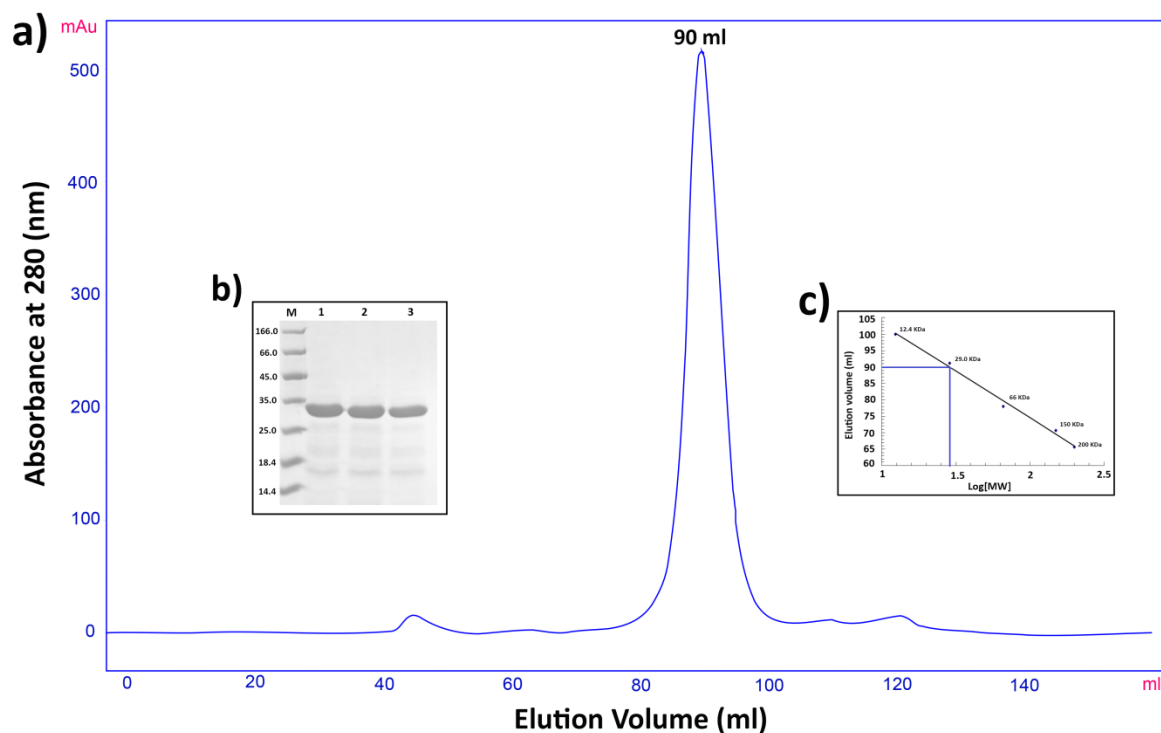 a)
mAu
90 ml
500
400
300
200
100
0
Absorbance at 280 (nm)
0 20 40 60 80 100 120 140 ml
Elution Volume (ml)
b)
M 1 2 3
166.0
66.0
45.0
35.0
25.0
18.4
14.4
c)
105
100
95
90
85
80
75
70
65
60
Elution volume (ml)
12.4 KDa
29.0 KDa
66 KDa
150 KDa
200 KDa
1 1.5 2 2.5
Log[MW]